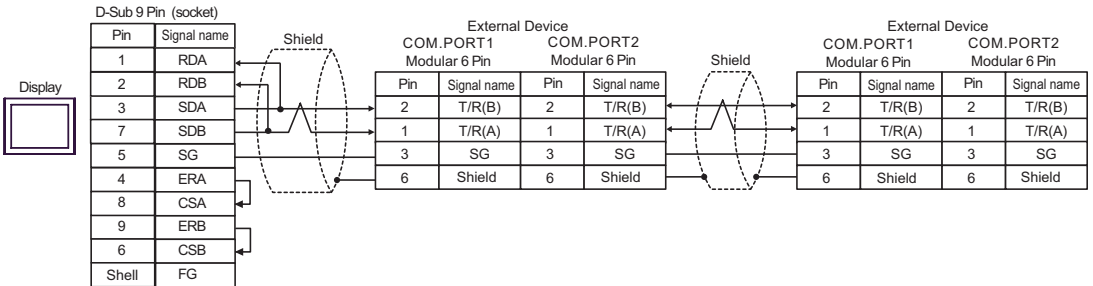 D-Sub 9 Pin (socket)
Pin Signal name
1 RDA
2 RDB
3 SDA
7 SDB
5 SG
4 ERA
8 CSA
9 ERB
6 CSB
Shell FG
Display
Shield
External Device
COM.PORT1 COM.PORT2
Modular 6 Pin Modular 6 Pin
Pin Signal name Pin Signal name
2 T/R(B) 2 T/R(B)
1 T/R(A) 1 T/R(A)
3 SG 3 SG
6 Shield 6 Shield
Shield
External Device
COM.PORT1 COM.PORT2
Modular 6 Pin Modular 6 Pin
Pin Signal name Pin Signal name
2 T/R(B) 2 T/R(B)
1 T/R(A) 1 T/R(A)
3 SG 3 SG
6 Shield 6 Shield